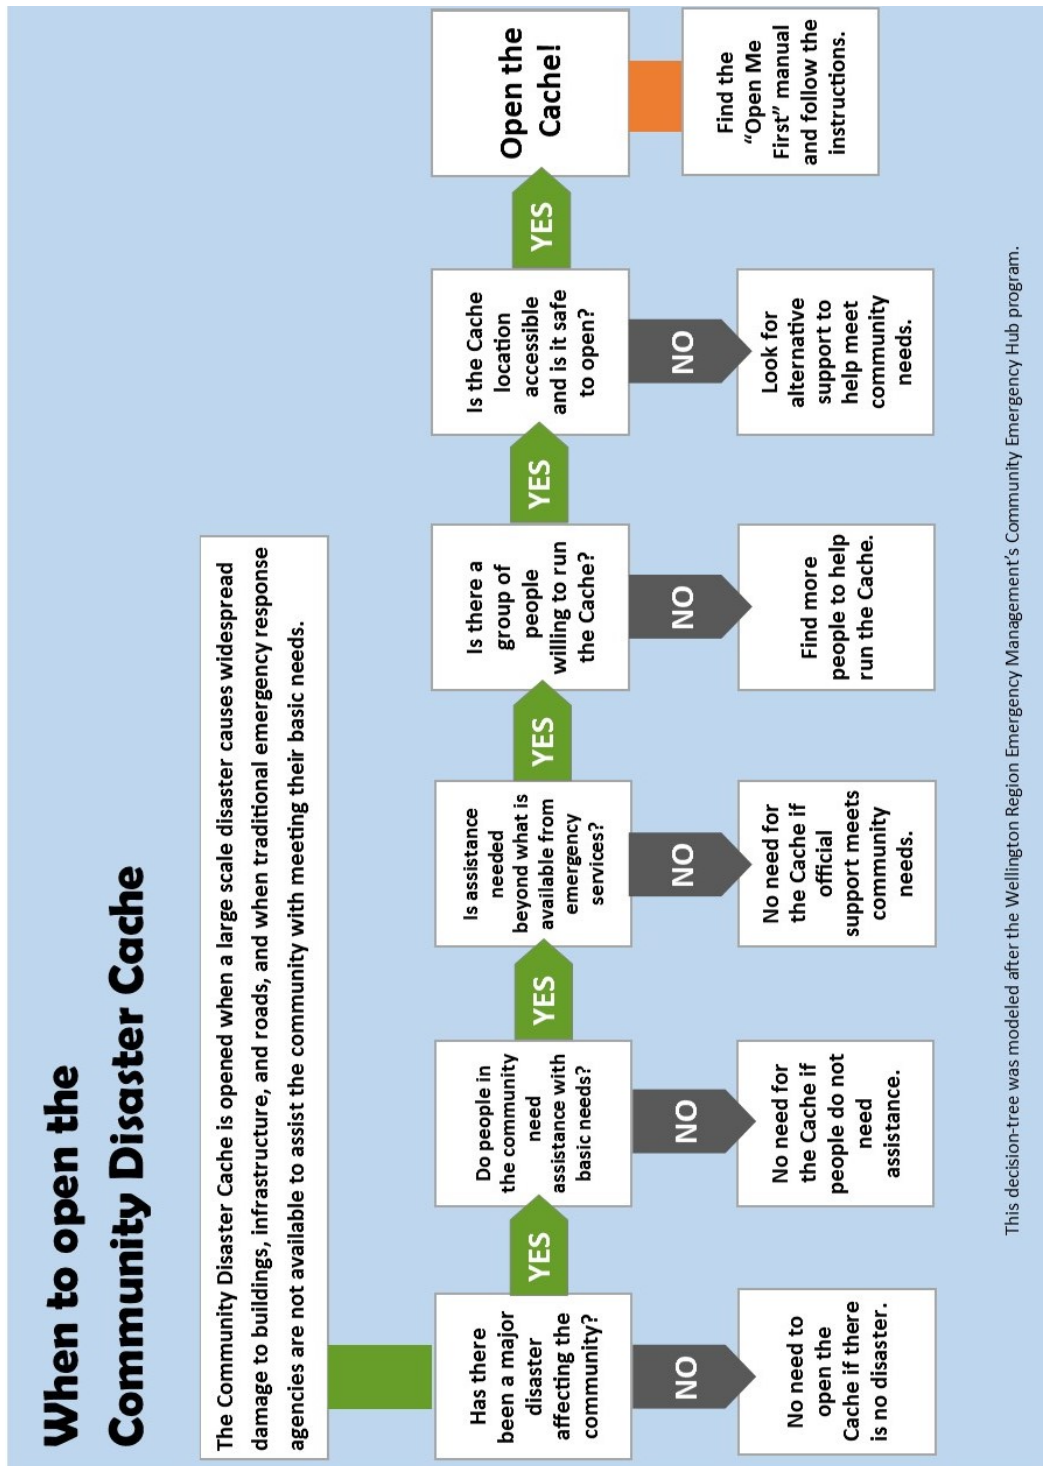 When to open the
Community Disaster Cache
The Community Disaster Cache is opened when a large scale disaster causes widespread
damage to buildings, infrastructure, and roads, and when traditional emergency response
agencies are not available to assist the community with meeting their basic needs.
Has there
been a major
disaster
affecting the
community?
YES
NO
No need to
open the
Cache if there
is no disaster.
Do people in
the community
need
assistance with
basic needs?
YES
NO
No need for
the Cache if
people do not
need
assistance.
Is assistance
needed
beyond what is
available from
emergency
services?
YES
NO
No need for
the Cache if
official
support meets
community
needs.
Is there a
group of
people
willing to run
the Cache?
YES
NO
Find more
people to help
run the Cache.
Is the Cache
location
accessible
and is it safe
to open?
YES
NO
Look for
alternative
support to
help meet
community
needs.
Open the
Cache!
Find the
“Open Me
First” manual
and follow the
instructions.
This decision-tree was modeled after the Wellington Region Emergency Management’s Community Emergency Hub program.